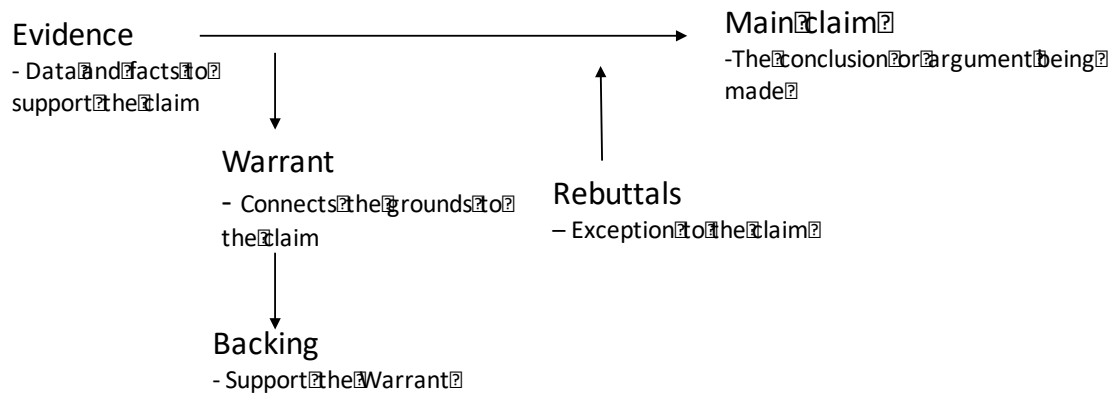 Evidence
- Data and facts to
support the claim
Main claim
-The conclusion or argument being
made
Warrant
- Connects the grounds to
the claim
Rebuttals
– Exception to the claim
Backing
- Support the Warrant